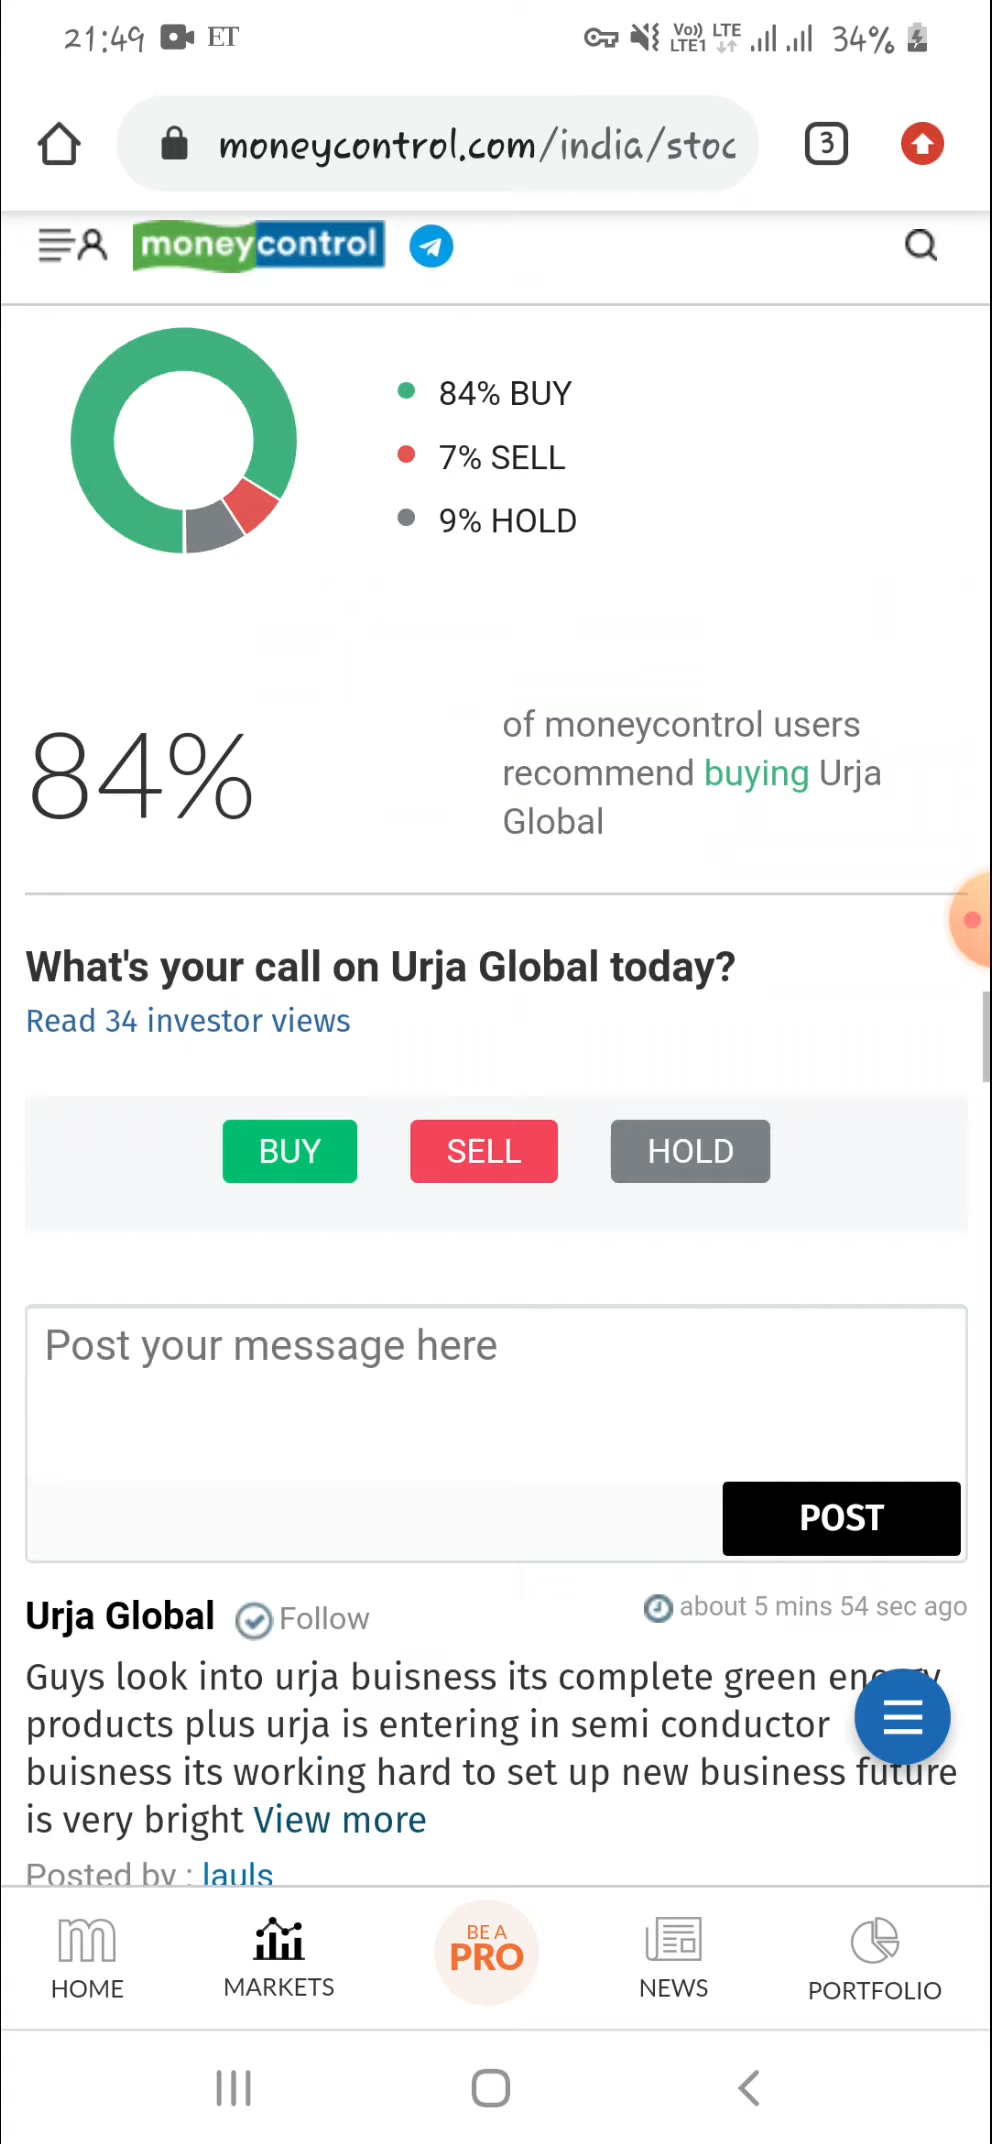 21:49 ET Vo)) LTE LTE1 34%
moneycontrol.com/india/stoc 3
moneycontrol
84% BUY
7% SELL
9% HOLD
84%
of moneycontrol users
recommend buying Urja
Global
What's your call on Urja Global today?
Read 34 investor views
BUY SELL HOLD
Post your message here
POST
Urja Global Follow about 5 mins 54 sec ago
Guys look into urja buisness its complete green energy
products plus urja is entering in semi conductor
buisness its working hard to set up new business future
is very bright View more
Posted by : lauls
BE A
PRO
HOME MARKETS NEWS PORTFOLIO